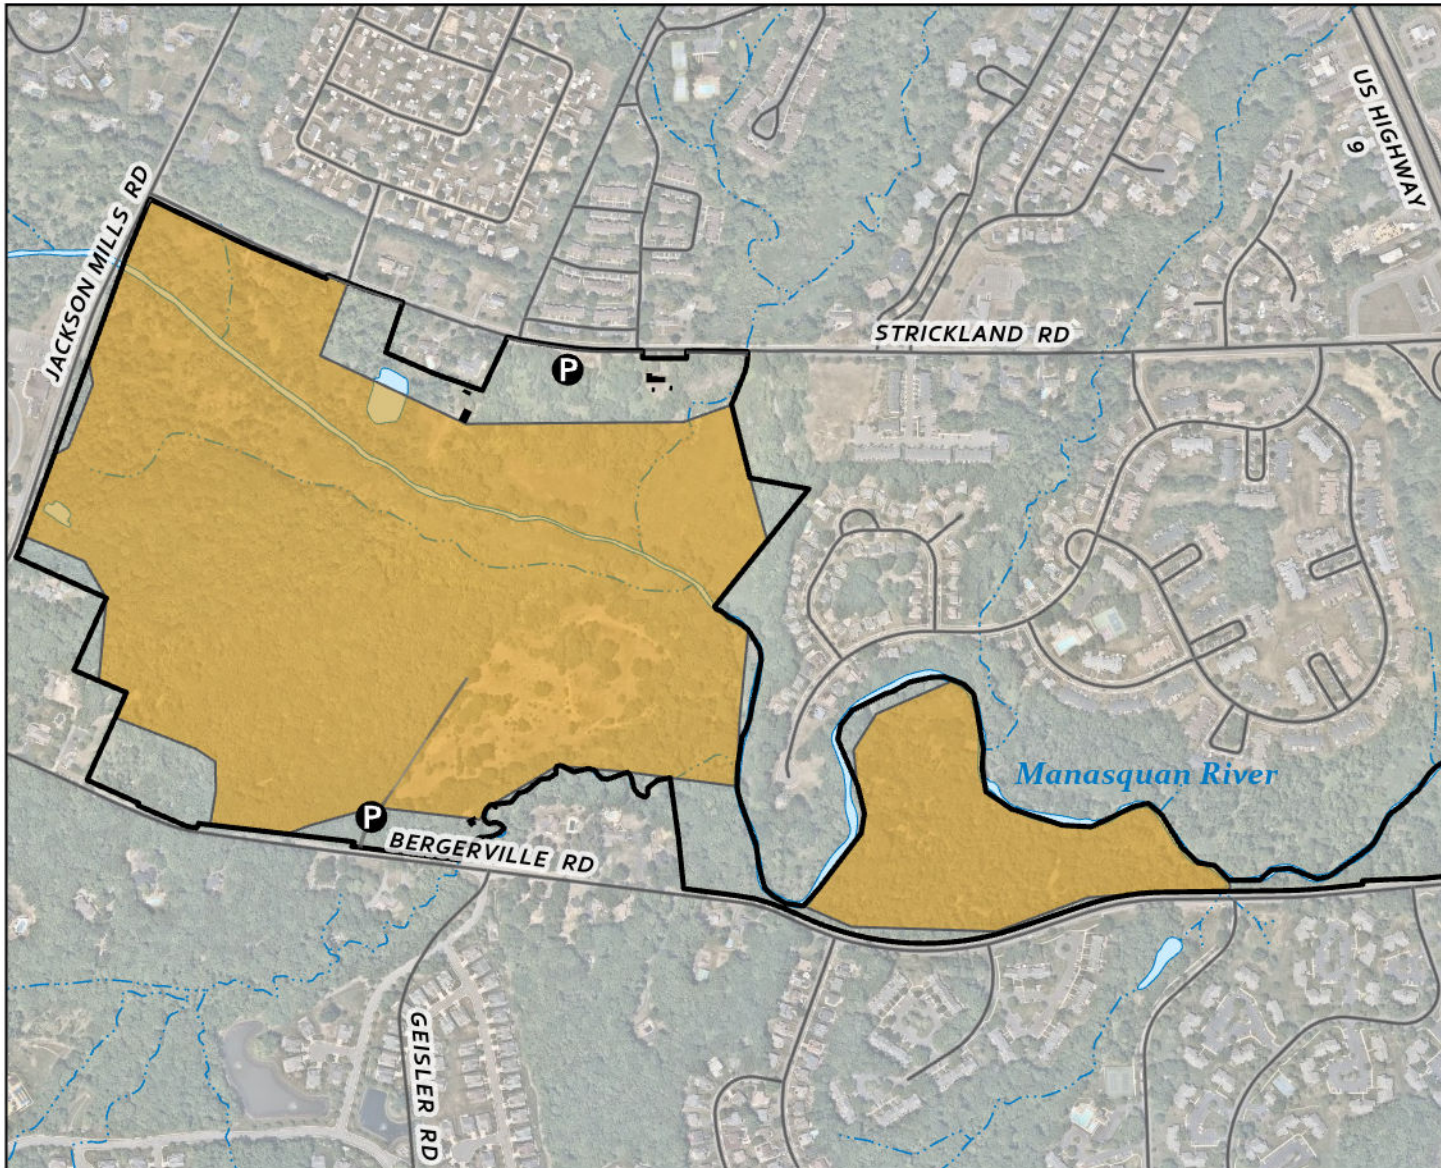 US HIGHWAY
9
JACKSON MILLS RD
STRICKLAND RD
P
Manasquan River
P
BERGERVILLE RD
GEISLER RD